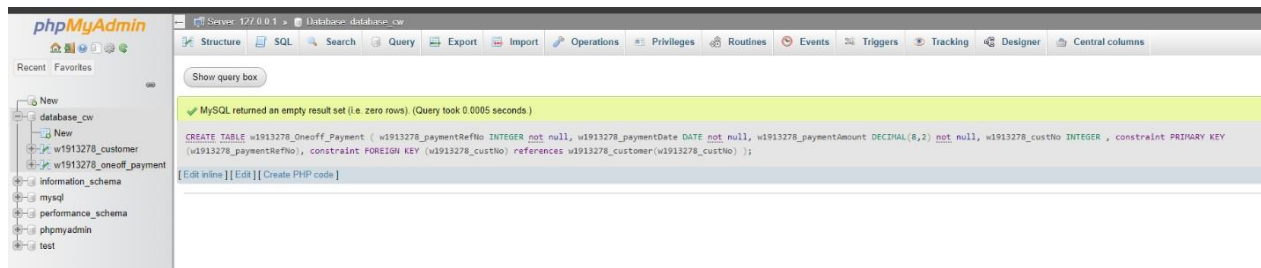 phpMyAdmin
Recent Favorites
New
database_cw
New
w1913278_customer
w1913278_oneoff_payment
information_schema
mysql
performance_schema
phpmyadmin
test
Server: 127.0.0.1 » Database: database_cw
Structure SQL Search Query Export Import Operations Privileges Routines Events Triggers Tracking Designer Central columns
Show query box
MySQL returned an empty result set (i.e. zero rows). (Query took 0.0005 seconds.)
CREATE TABLE w1913278_Oneoff_Payment ( w1913278_paymentRefNo INTEGER not null, w1913278_paymentDate DATE not null, w1913278_paymentAmount DECIMAL(8,2) not null, w1913278_custNo INTEGER , constraint PRIMARY KEY
(w1913278_paymentRefNo), constraint FOREIGN KEY (w1913278_custNo) references w1913278_customer(w1913278_custNo) );
[ Edit inline ] [ Edit ] [ Create PHP code ]